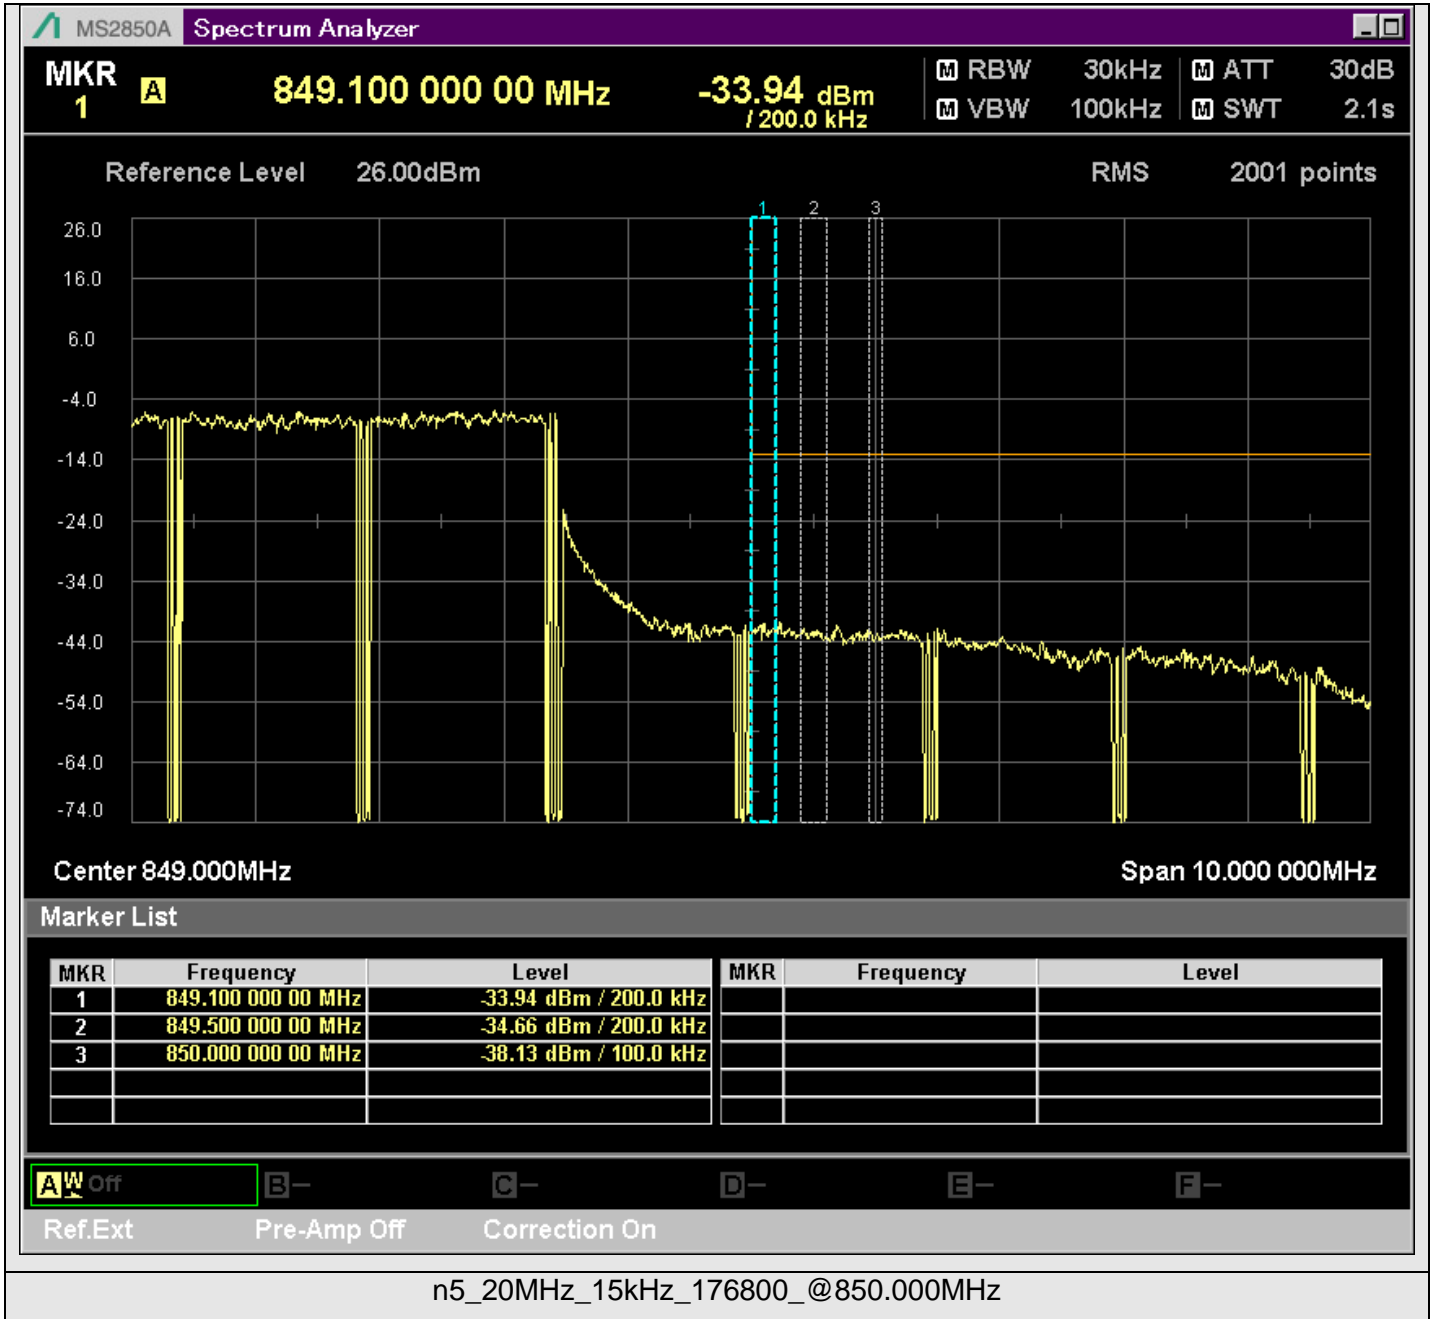 MS2850A Spectrum Analyzer
MKR 1 A 849.100 000 00 MHz -33.94 dBm / 200.0 kHz
M RBW 30kHz M ATT 30dB
M VBW 100kHz M SWT 2.1s
Reference Level 26.00dBm RMS 2001 points
1 2 3
26.0
16.0
6.0
-4.0
-14.0
-24.0
-34.0
-44.0
-54.0
-64.0
-74.0
Center 849.000MHz Span 10.000 000MHz
Marker List
MKR Frequency Level MKR Frequency Level
1 849.100 000 00 MHz -33.94 dBm / 200.0 kHz
2 849.500 000 00 MHz -34.66 dBm / 200.0 kHz
3 850.000 000 00 MHz -38.13 dBm / 100.0 kHz
A W Off B — C — D — E — F —
Ref.Ext Pre-Amp Off Correction On
n5_20MHz_15kHz_176800_@850.000MHz